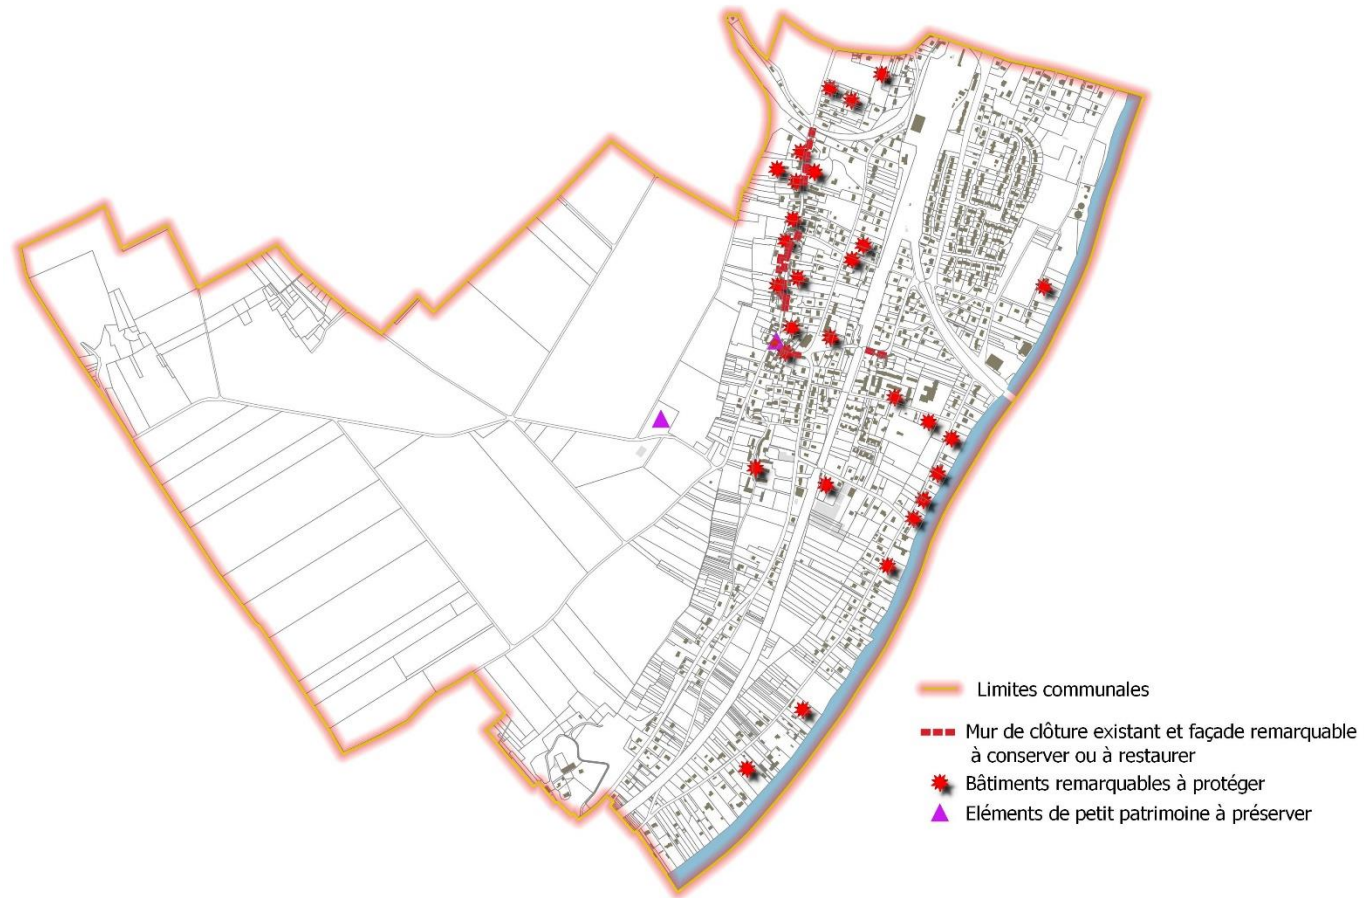 Limites communales
Mur de clôture existant et façade remarquable
à conserver ou à restaurer
Bâtiments remarquables à protéger
Eléments de petit patrimoine à préserver